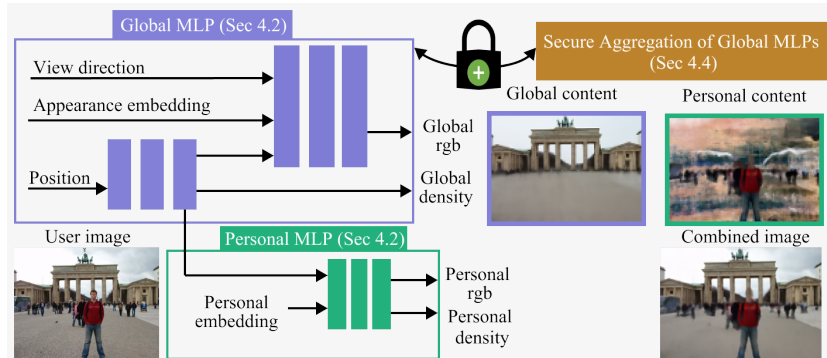 Global MLP (Sec 4.2)
View direction
Appearance embedding
Position
Global
rgb
Global
density
+
Secure Aggregation of Global MLPs
(Sec 4.4)
Global content
Personal content
User image
Personal MLP (Sec 4.2)
Personal
embedding
Personal
rgb
Personal
density
Combined image